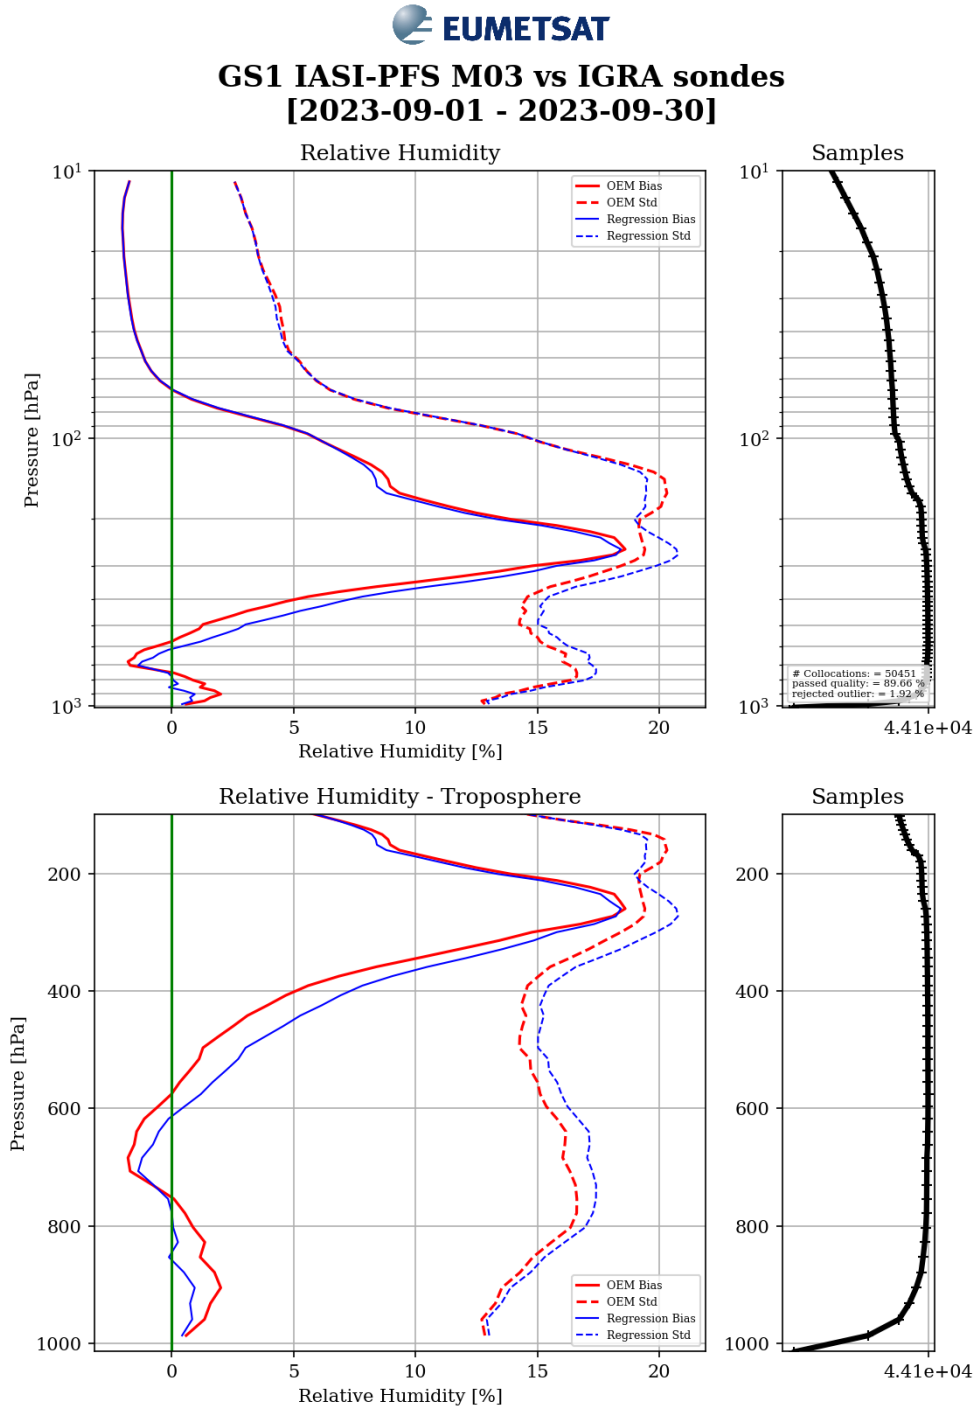 EUMETSAT
GS1 IASI-PFS M03 vs IGRA sondes
[2023-09-01 - 2023-09-30]
Relative Humidity
Samples
10¹
10²
10³
Pressure [hPa]
OEM Bias
OEM Std
Regression Bias
Regression Std
0 5 10 15 20
Relative Humidity [%]
10¹
10²
10³
# Collocations: = 50451
passed quality: = 89.66 %
rejected outlier: = 1.92 %
4.41e+04
Relative Humidity - Troposphere
Samples
200
400
600
800
1000
Pressure [hPa]
OEM Bias
OEM Std
Regression Bias
Regression Std
0 5 10 15 20
Relative Humidity [%]
200
400
600
800
1000
4.41e+04